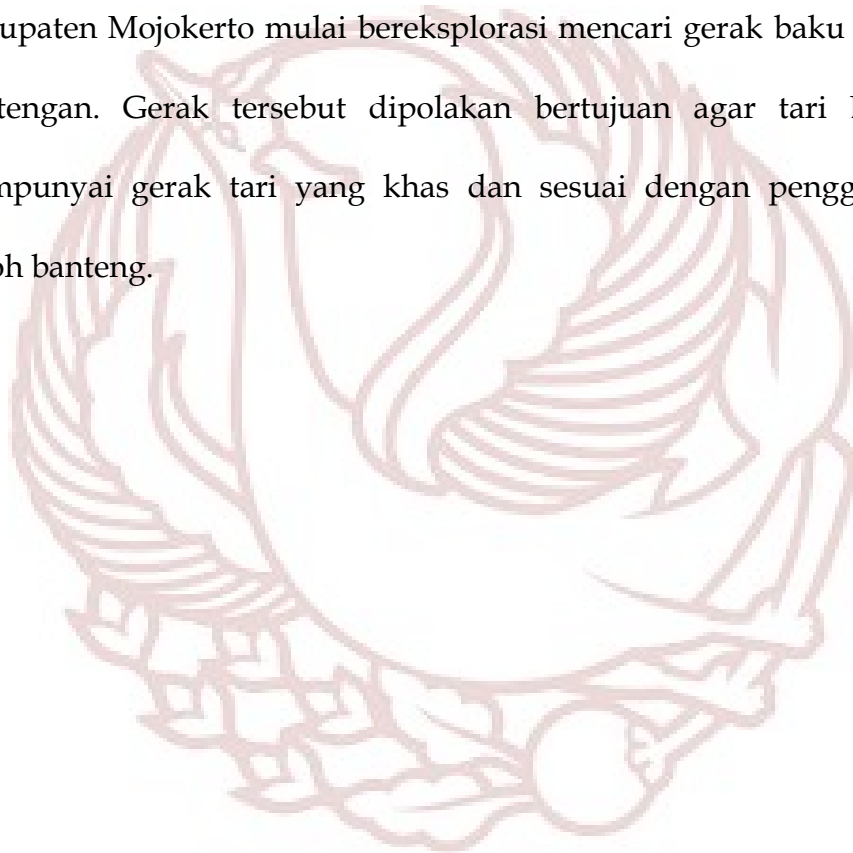 upaten Mojokerto mulai bereksplorasi mencari gerak baku
tengan. Gerak tersebut dipolakan bertujuan agar tari
mpunyai gerak tari yang khas dan sesuai dengan pengg
oh banteng.